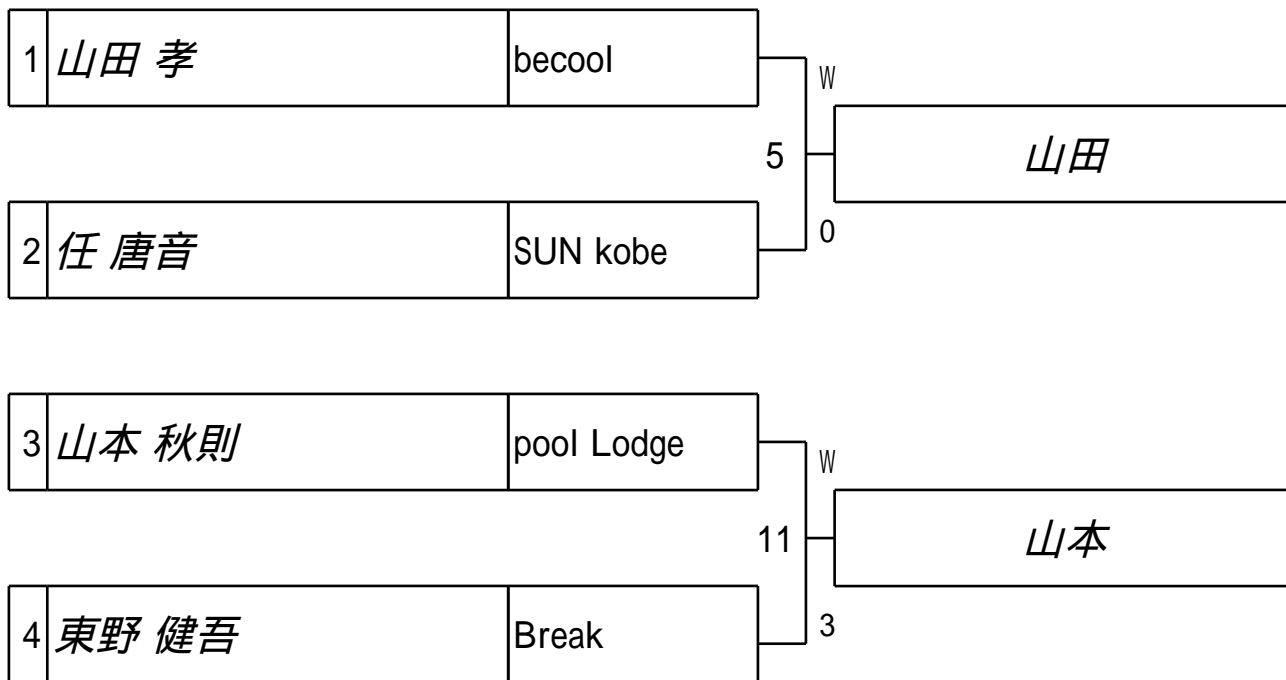 1 山田 孝 becool
W
5 山田
0
2 任 唐音 SUN kobe
3 山本 秋則 pool Lodge
W
11 山本
3
4 東野 健吾 Break